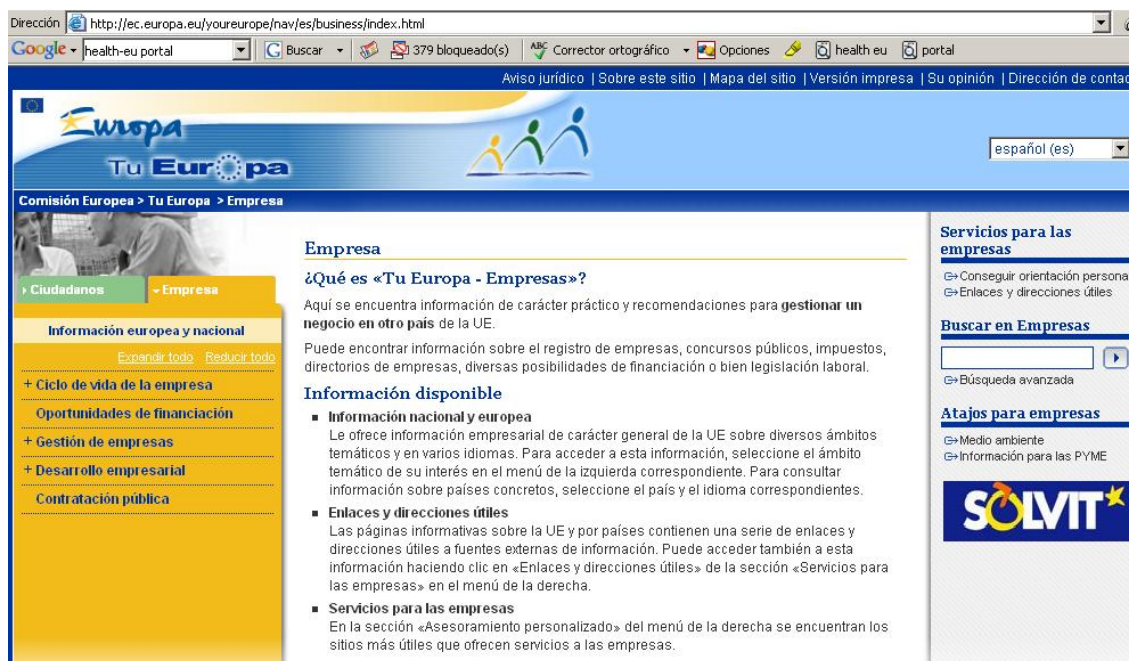 Dirección http://ec.europa.eu/youreurope/nav/es/business/index.html
Google health-eu portal Buscar 379 bloqueado(s) ABC Corrector ortográfico Opciones health eu portal
Aviso jurídico | Sobre este sitio | Mapa del sitio | Versión impresa | Su opinión | Dirección de contac
Europa
Tu Europa
español (es)
Comisión Europea > Tu Europa > Empresa
Ciudadanos
Empresa
Información europea y nacional
Expandir todo Reducir todo
+ Ciclo de vida de la empresa
Oportunidades de financiación
+ Gestión de empresas
+ Desarrollo empresarial
Contratación pública
Empresa
¿Qué es «Tu Europa - Empresas»?
Aquí se encuentra información de carácter práctico y recomendaciones para gestionar un
negocio en otro país de la UE.
Puede encontrar información sobre el registro de empresas, concursos públicos, impuestos,
directorios de empresas, diversas posibilidades de financiación o bien legislación laboral.
Información disponible
Información nacional y europea
Le ofrece información empresarial de carácter general de la UE sobre diversos ámbitos
temáticos y en varios idiomas. Para acceder a esta información, seleccione el ámbito
temático de su interés en el menú de la izquierda correspondiente. Para consultar
información sobre países concretos, seleccione el país y el idioma correspondientes.
Enlaces y direcciones útiles
Las páginas informativas sobre la UE y por países contienen una serie de enlaces y
direcciones útiles a fuentes externas de información. Puede acceder también a esta
información haciendo clic en «Enlaces y direcciones útiles» de la sección «Servicios para
las empresas» en el menú de la derecha.
Servicios para las empresas
En la sección «Asesoramiento personalizado» del menú de la derecha se encuentran los
sitios más útiles que ofrecen servicios a las empresas.
Servicios para las
empresas
Conseguir orientación persona
Enlaces y direcciones útiles
Buscar en Empresas
Búsqueda avanzada
Atajos para empresas
Medio ambiente
Información para las PYME
SOLVIT